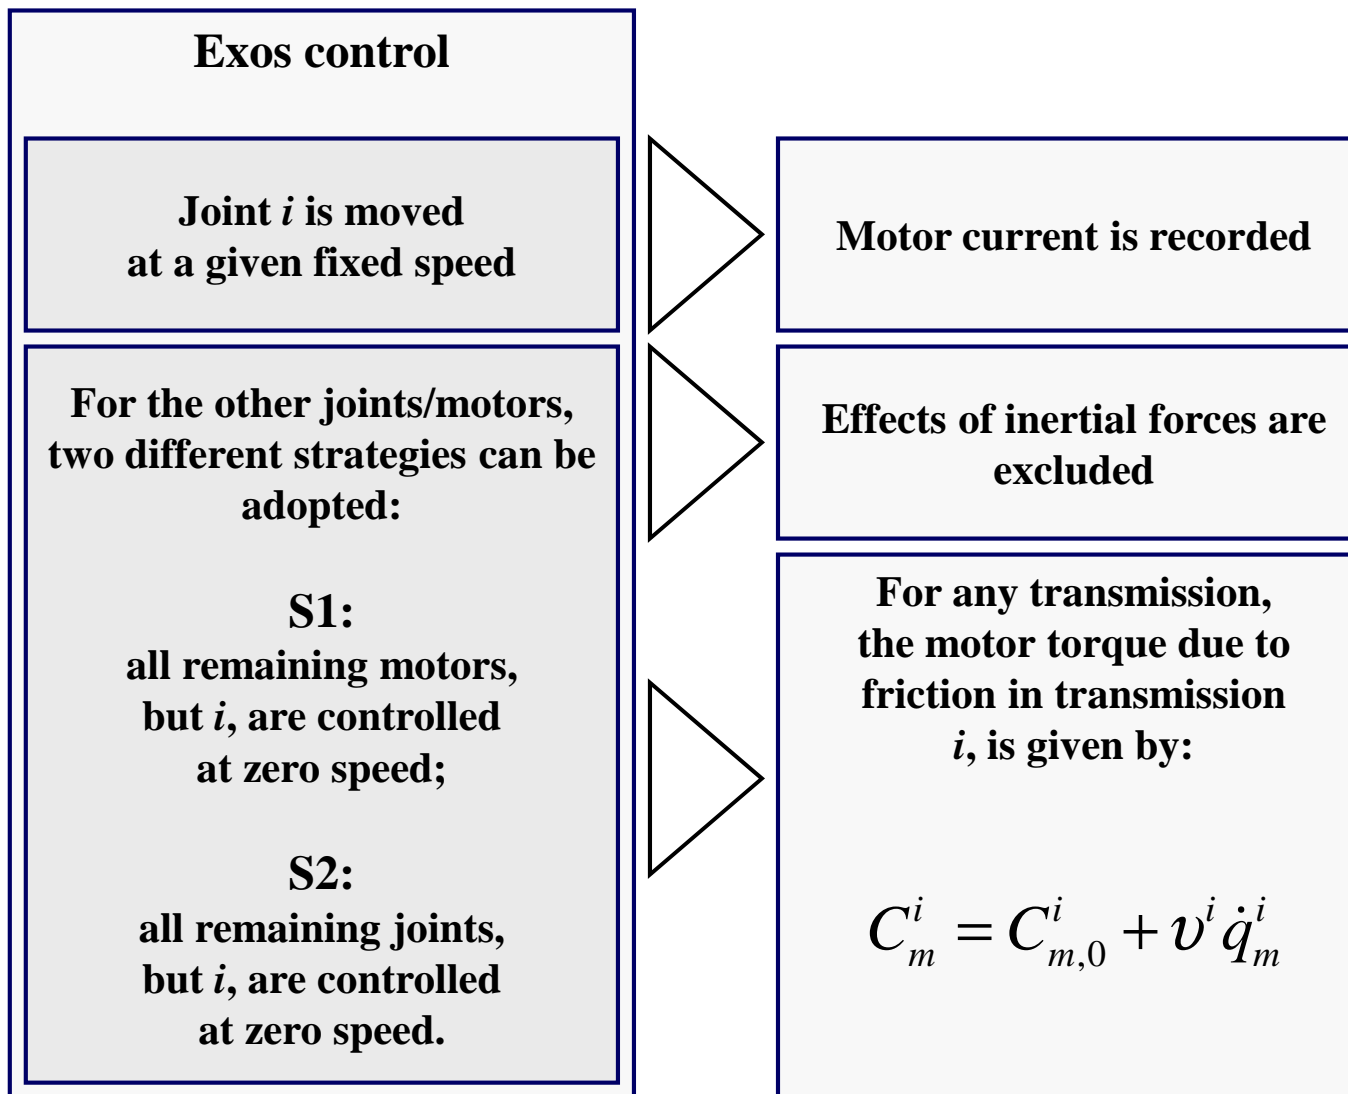 Exos control
Joint i is moved
at a given fixed speed
For the other joints/motors,
two different strategies can be
adopted:
S1:
all remaining motors,
but i, are controlled
at zero speed;
S2:
all remaining joints,
but i, are controlled
at zero speed.
Motor current is recorded
Effects of inertial forces are
excluded
For any transmission,
the motor torque due to
friction in transmission
i, is given by:
$C_m^i = C_{m,0}^i + \upsilon^i \dot{q}_m^i$